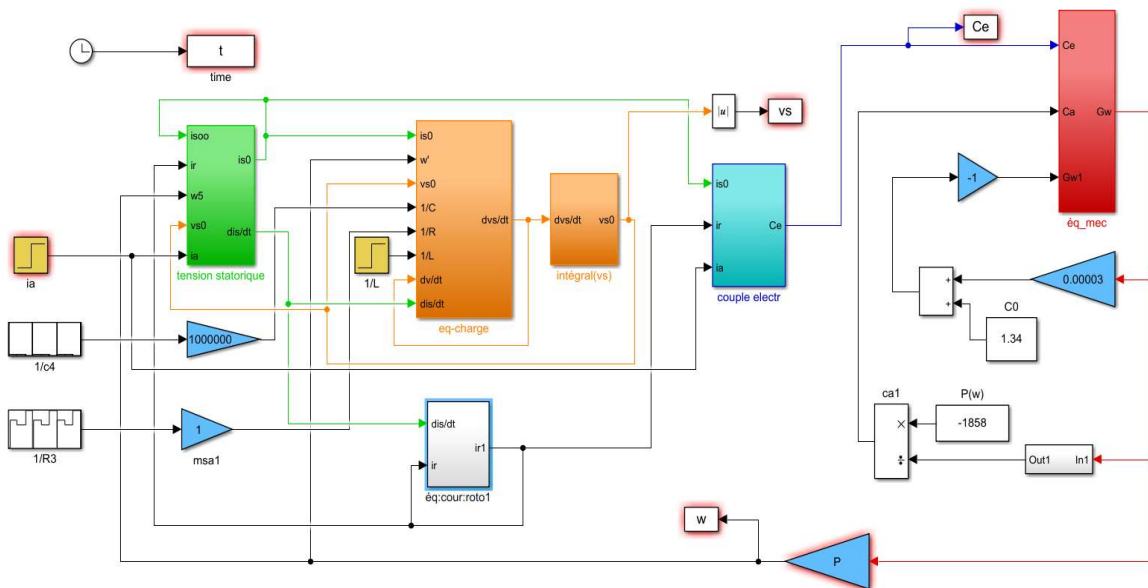 t
time
Ce
|u|
vs
isoo
ir
w5
vs0
ia
is0
dis/dt
tension statorique
is0
w'
vs0
1/C
1/R
1/L
dv/dt
dis/dt
dvs/dt
eq-charge
dvs/dt
vs0
intégral(vs)
is0
ir
ia
Ce
couple electr
Ce
Ca
Gw1
Gw
éq_mec
-1
ia
1/L
0.00003
+
+
C0
1.34
1000000
1/c4
1
msa1
1/R3
dis/dt
ir
ir1
éq:cour:roto1
ca1
×
÷
P(w)
-1858
Out1
In1
w
P